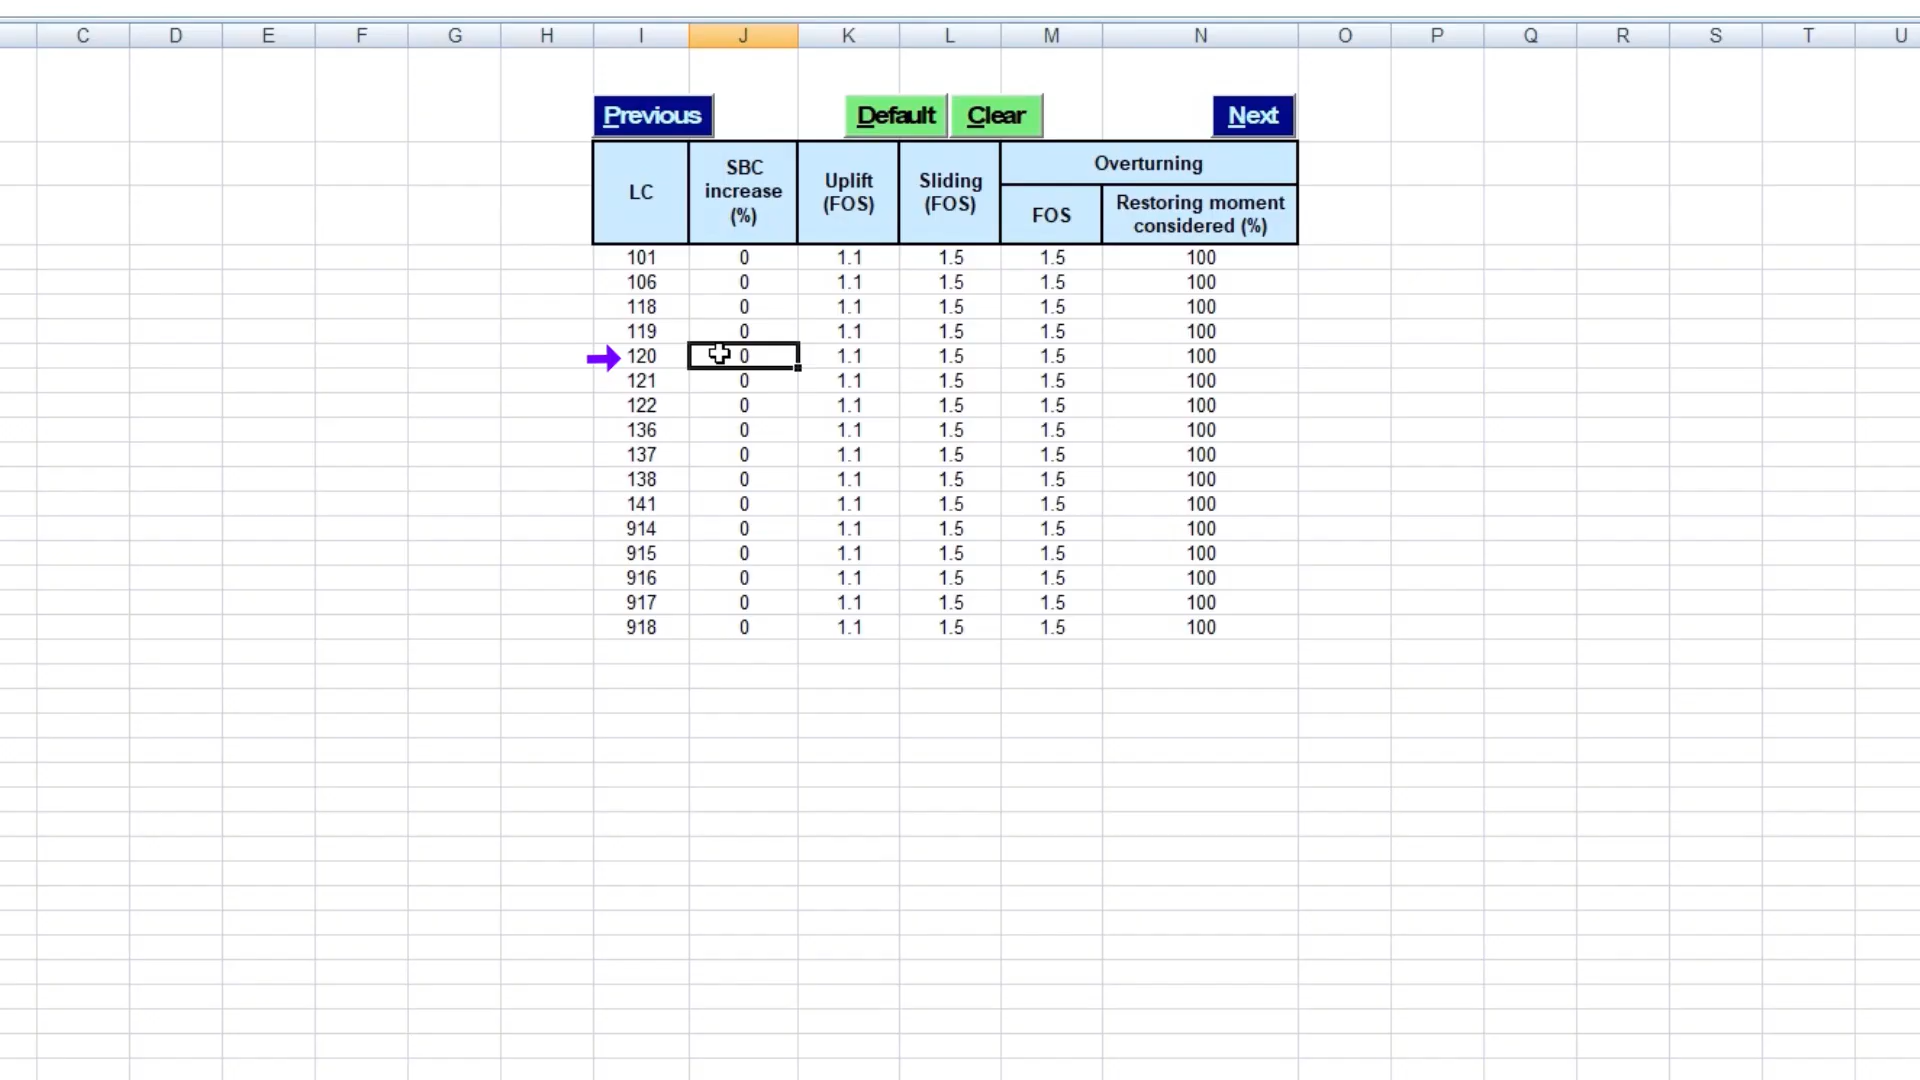 C D E F G H I J K L M N O P Q R S T U
Previous Default Clear Next
LC SBC increase (%) Uplift (FOS) Sliding (FOS) Overturning
FOS Restoring moment considered (%)
101 0 1.1 1.5 1.5 100
106 0 1.1 1.5 1.5 100
118 0 1.1 1.5 1.5 100
119 0 1.1 1.5 1.5 100
120 0 1.1 1.5 1.5 100
121 0 1.1 1.5 1.5 100
122 0 1.1 1.5 1.5 100
136 0 1.1 1.5 1.5 100
137 0 1.1 1.5 1.5 100
138 0 1.1 1.5 1.5 100
141 0 1.1 1.5 1.5 100
914 0 1.1 1.5 1.5 100
915 0 1.1 1.5 1.5 100
916 0 1.1 1.5 1.5 100
917 0 1.1 1.5 1.5 100
918 0 1.1 1.5 1.5 100